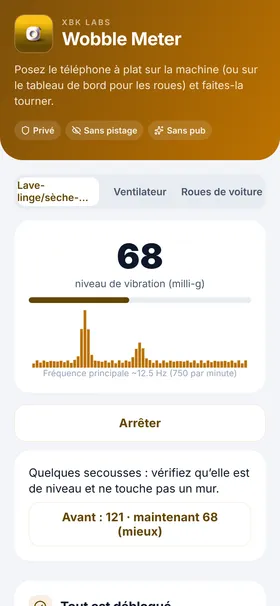 XBK LABS
Wobble Meter
Posez le téléphone à plat sur la machine (ou sur
le tableau de bord pour les roues) et faites-la
tourner.
Privé
Sans pistage
Sans pub
Lave-
linge/sèche-...
Ventilateur
Roues de voiture
68
niveau de vibration (milli-g)
Fréquence principale ~12.5 Hz (750 par minute)
Arrêter
Quelques secousses : vérifiez qu'elle est
de niveau et ne touche pas un mur.
Avant : 121 · maintenant 68
(mieux)
Tout est débloqué